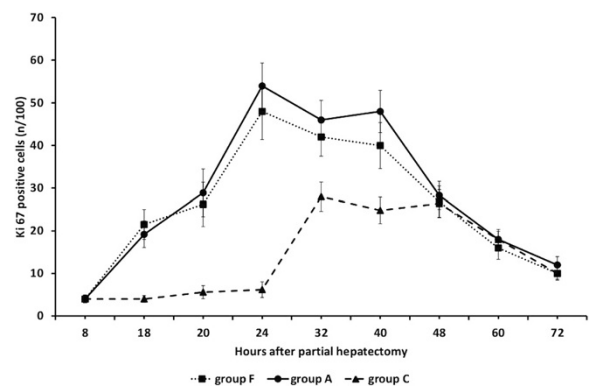 70
60
50
40
30
20
10
0
Ki 67 positive cells (n/100)
8 18 20 24 32 40 48 60 72
Hours after partial hepatectomy
group F group A group C